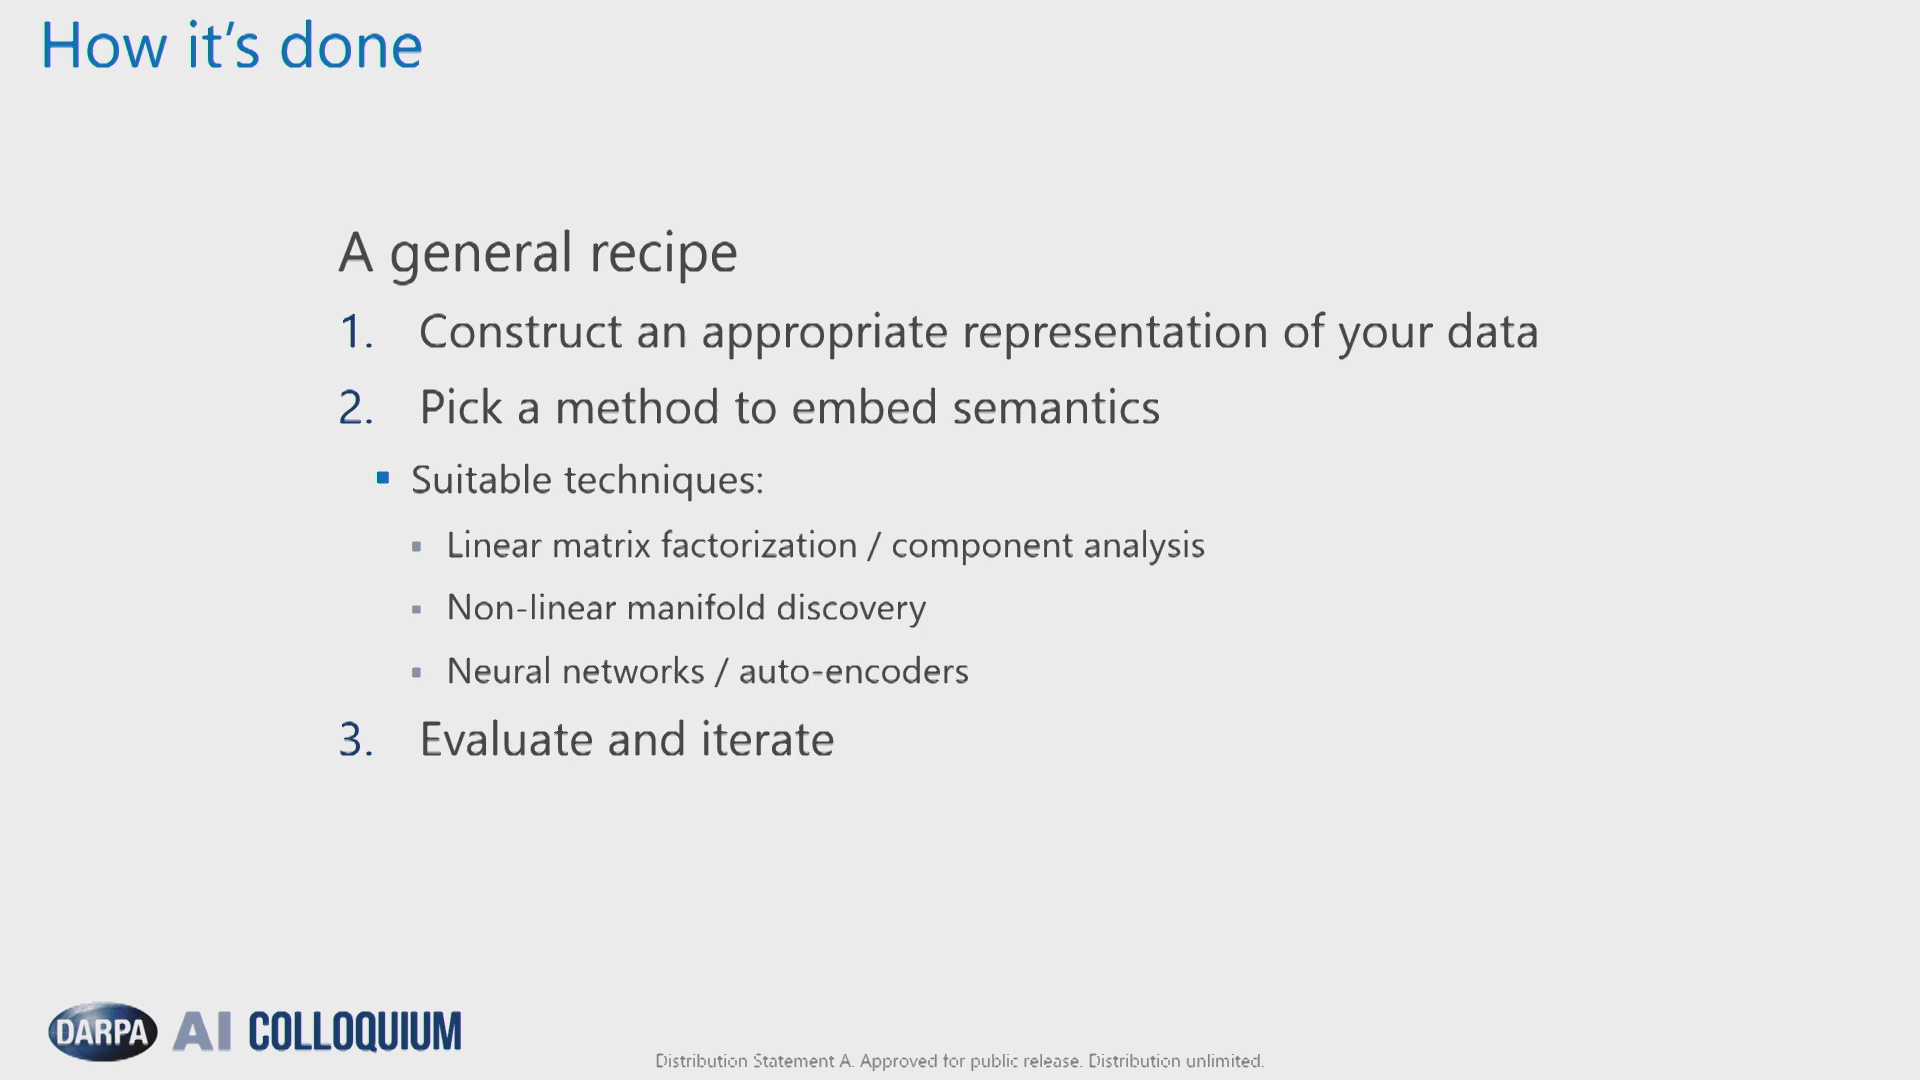 How it's done
A general recipe
1. Construct an appropriate representation of your data
2. Pick a method to embed semantics
▪ Suitable techniques:
▪ Linear matrix factorization / component analysis
▪ Non-linear manifold discovery
▪ Neural networks / auto-encoders
3. Evaluate and iterate
DARPA AI COLLOQUIUM
Distribution Statement A. Approved for public release. Distribution unlimited.